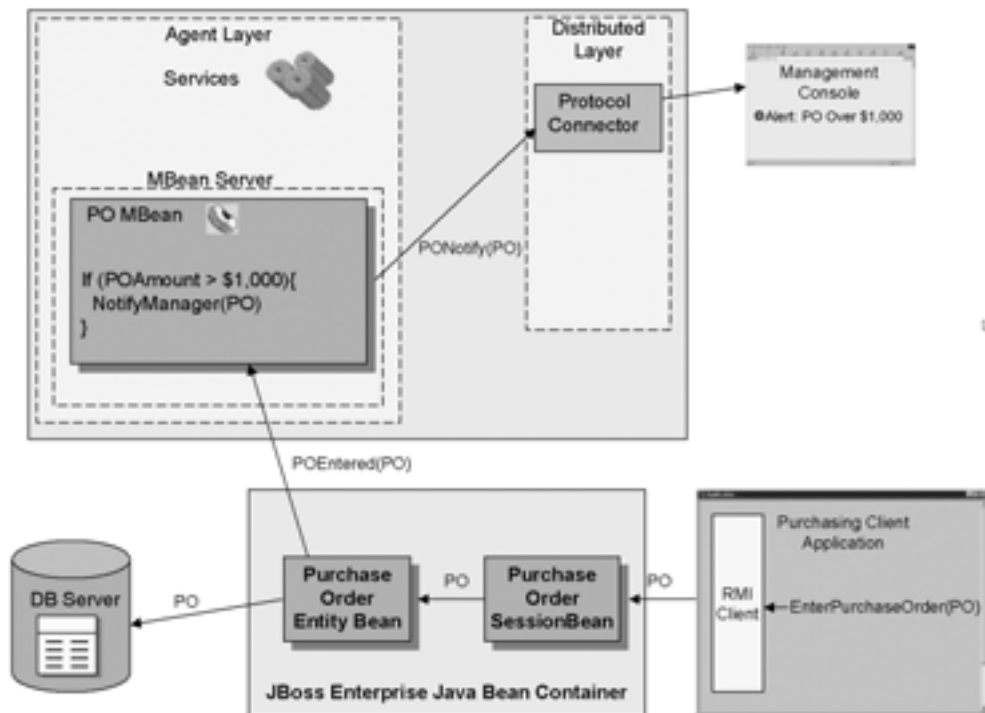 Agent Layer
Services
Distributed
Layer
Protocol
Connector
Management
Console
Alert: PO Over $1,000
MBean Server
PO MBean
If (POAmount > $1,000){
NotifyManager(PO)
}
PONotify(PO)
POEntered(PO)
DB Server
PO
Purchase
Order
Entity Bean
PO
Purchase
Order
SessionBean
PO
JBoss Enterprise Java Bean Container
Purchasing Client
Application
RMI
Client
EnterPurchaseOrder(PO)